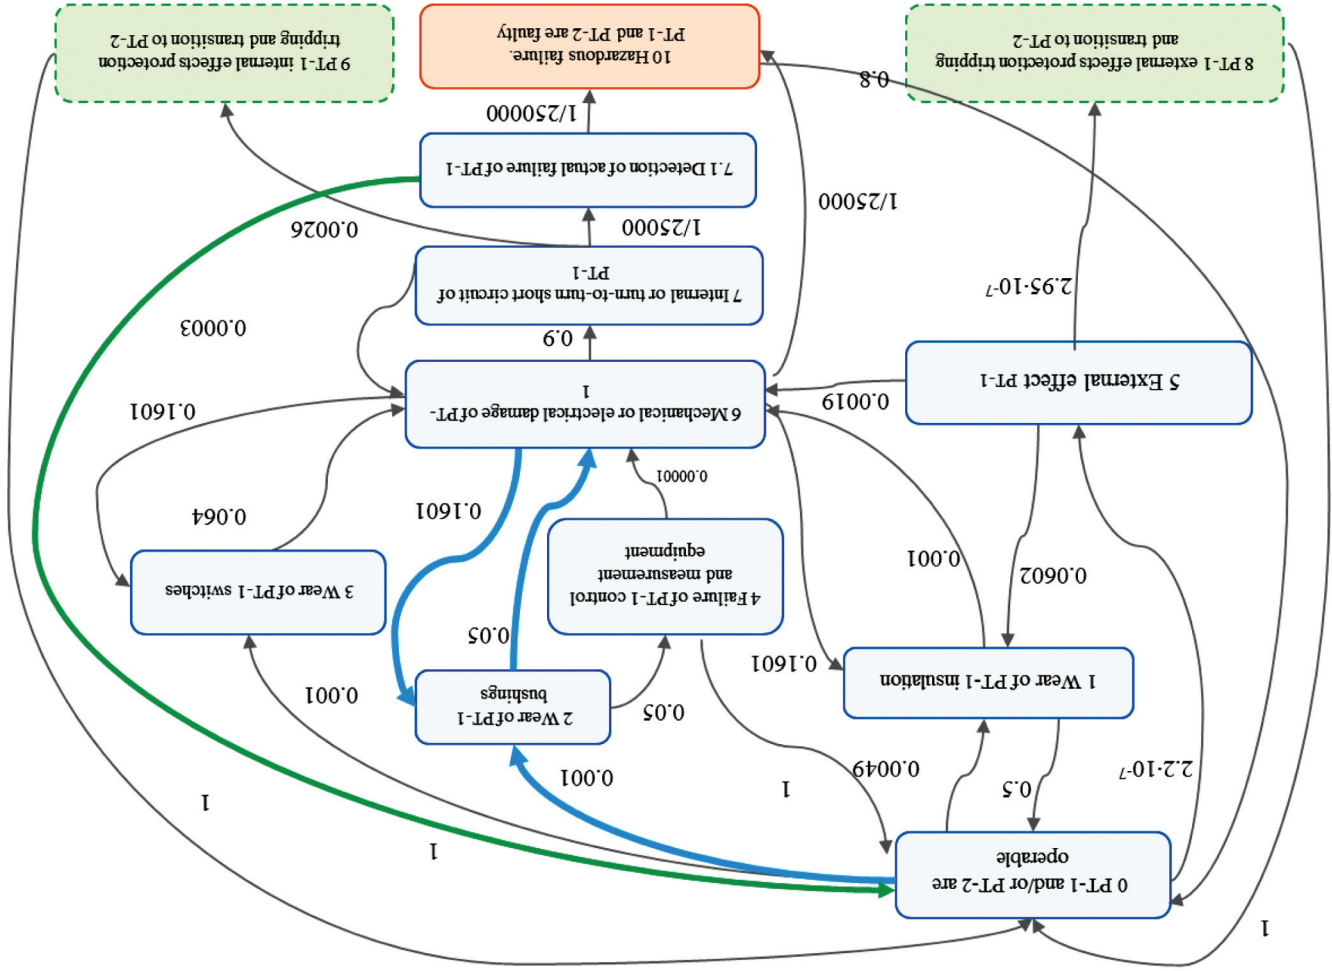 1
0 PT-1 and/or PT-2 are
operable
1
1
0.5
1
2.2·10⁻⁷
0.0049
0.001
0.05
2 Wear of PT-1
bushings
0.001
1 Wear of PT-1 insulation
0.1601
0.05
4 Failure of PT-1 control
and measurement
equipment
3 Wear of PT-1 switches
0.0602
0.001
0.1601
0.064
0.00001
0.1601
6 Mechanical or electrical damage of PT-
1
0.0019
5 External effect PT-1
0.9
0.0003
7 Internal or turn-to-turn short circuit of
PT-1
2.95·10⁻⁷
1/25000
0.0026
1/25000
7.1 Detection of actual failure of PT-1
1/250000
0.8
8 PT-1 external effects protection tripping
and transition to PT-2
10 Hazardous failure.
PT-1 and PT-2 are faulty
9 PT-1 internal effects protection
tripping and transition to PT-2